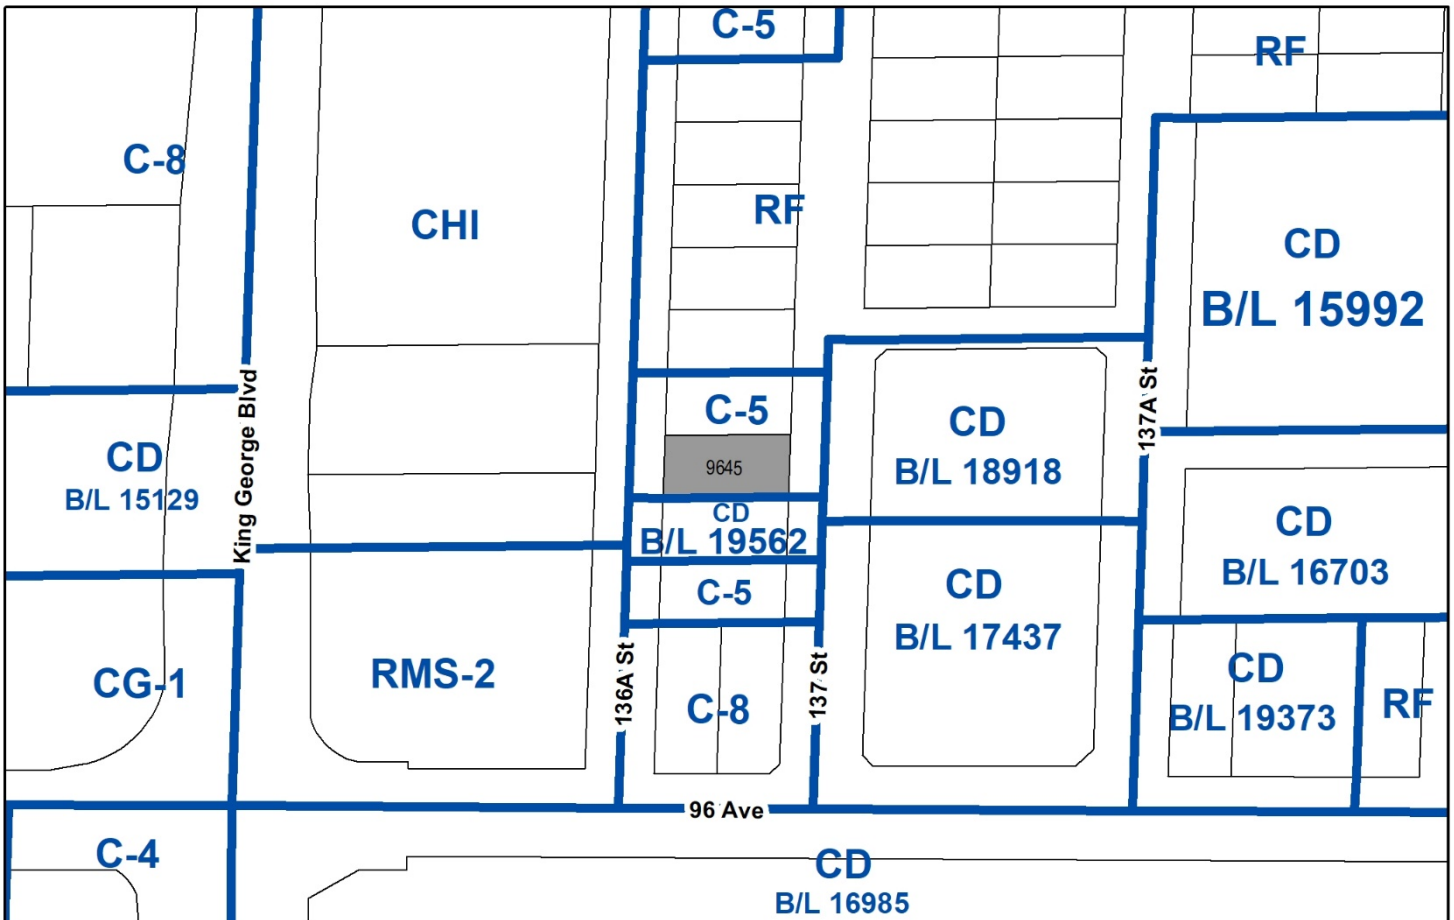 C-5
RF
C-8
RF
CHI
CD
B/L 15992
King George Blvd
137A St
C-5
CD
B/L 18918
CD
B/L 15129
9645
CD
B/L 19562
CD
B/L 16703
C-5
CD
B/L 17437
CG-1
RMS-2
136A St
137 St
C-8
CD
B/L 19373
RF
96 Ave
C-4
CD
B/L 16985